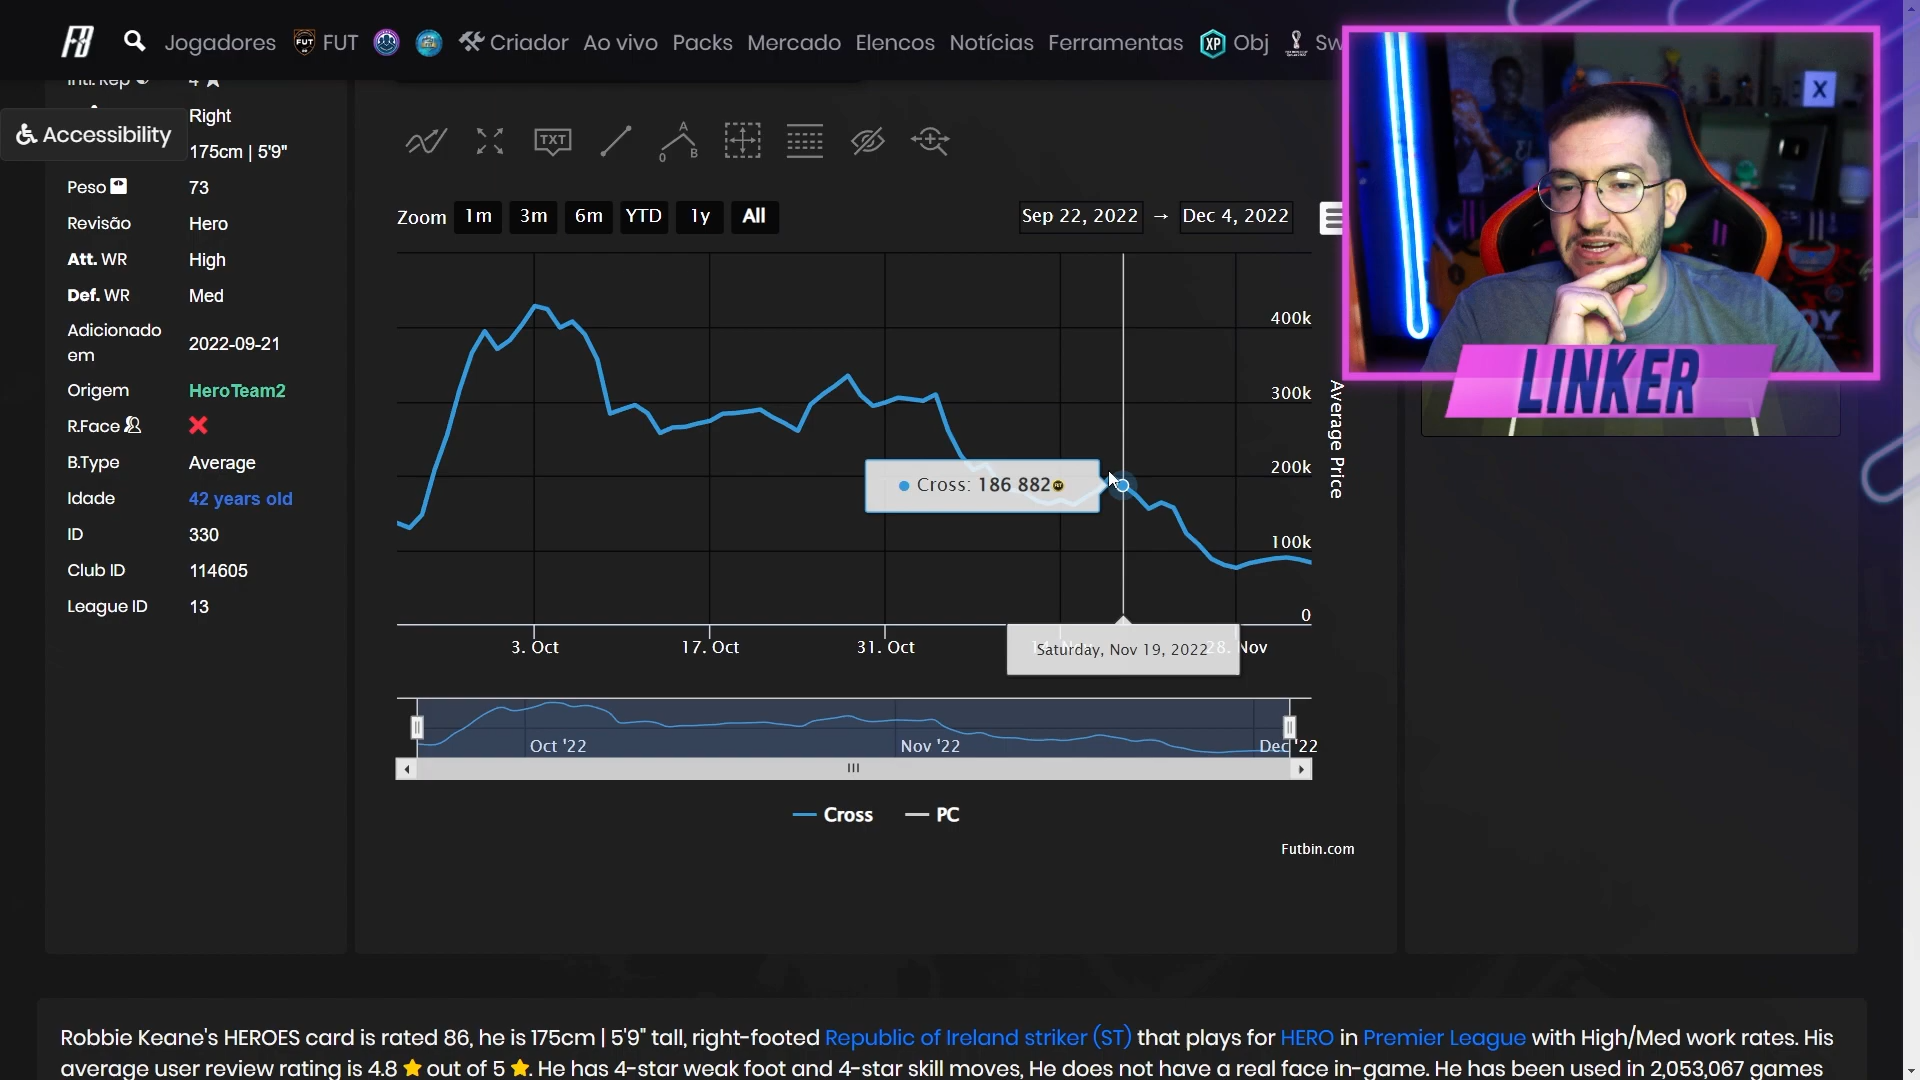 Jogadores FUT Criador Ao vivo Packs Mercado Elencos Notícias Ferramentas XP Obj Sw
Intl. Rep 4
Accessibility
Right
175cm | 5'9"
Peso 73
Revisão Hero
Att. WR High
Def. WR Med
Adicionado em 2022-09-21
Origem HeroTeam2
R.Face
B.Type Average
Idade 42 years old
ID 330
Club ID 114605
League ID 13
TXT
A
0 B
Zoom 1m 3m 6m YTD 1y All
Sep 22, 2022 → Dec 4, 2022
400k
300k
200k
100k
0
Average Price
Cross: 186 882
3. Oct 17. Oct 31. Oct 28. Nov
Saturday, Nov 19, 2022
Oct '22 Nov '22 Dec '22
Cross PC
Futbin.com
X
LINKER
Robbie Keane's HEROES card is rated 86, he is 175cm | 5'9" tall, right-footed Republic of Ireland striker (ST) that plays for HERO in Premier League with High/Med work rates. His
average user review rating is 4.8 out of 5 . He has 4-star weak foot and 4-star skill moves, He does not have a real face in-game. He has been used in 2,053,067 games